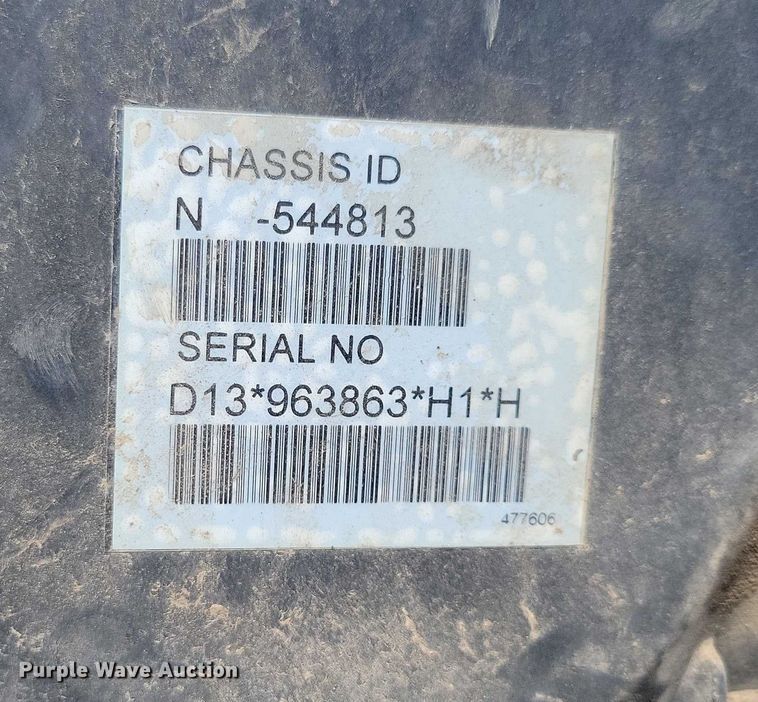 CHASSIS ID
N -544813
SERIAL NO
D13*963863*H1*H
477606
Purple Wave Auction